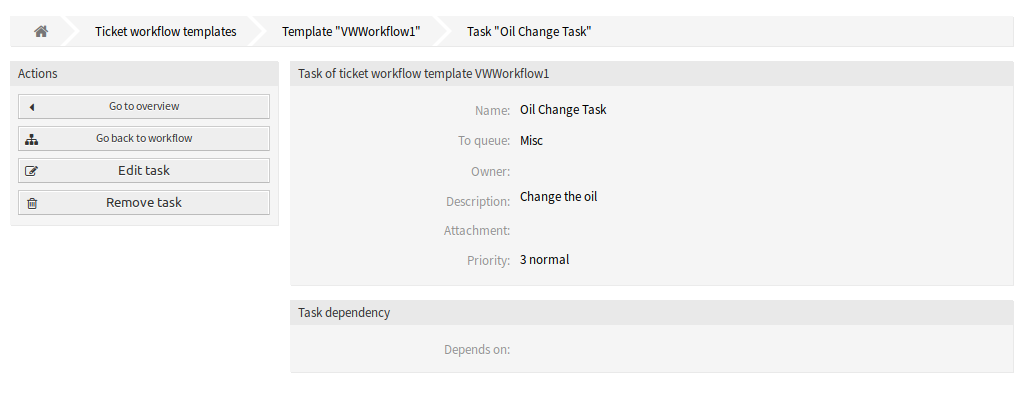 Ticket workflow templates
Template "VWWorkflow1"
Task "Oil Change Task"
Actions
Go to overview
Go back to workflow
Edit task
Remove task
Task of ticket workflow template VWWorkflow1
Name: Oil Change Task
To queue: Misc
Owner:
Description: Change the oil
Attachment:
Priority: 3 normal
Task dependency
Depends on: